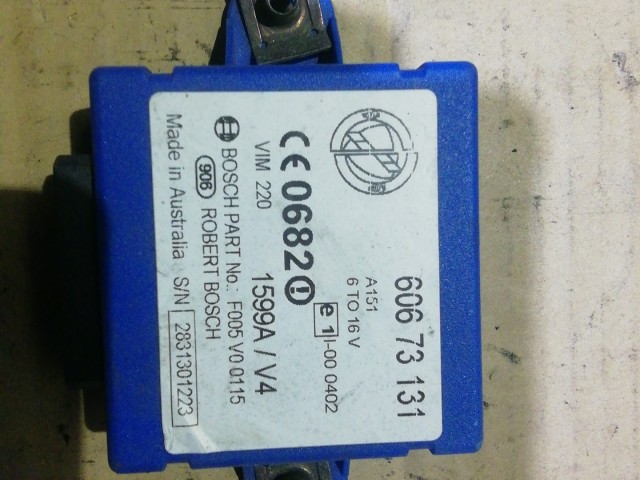 606 73 131
A151
6 TO 16 V
e 1 I-00 0402
CE 0682
VIM 220
1599A / V4
BOSCH PART No.: F005 V0 0115
906 ROBERT BOSCH
Made in Australia S/N 2831301223